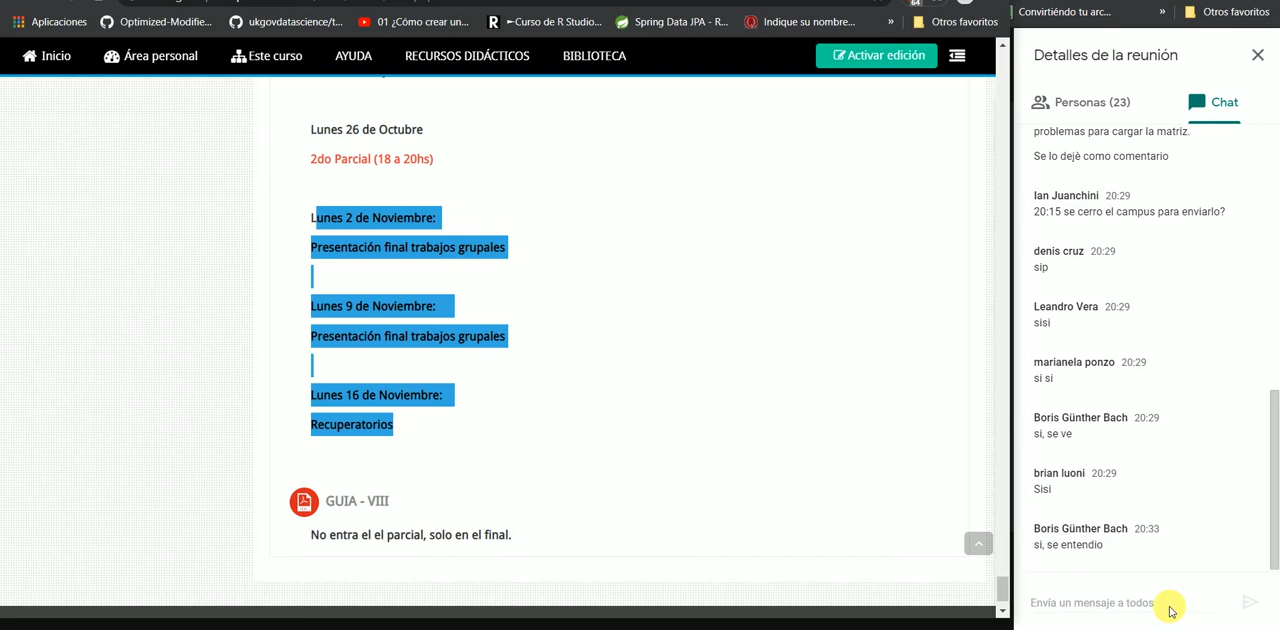 Aplicaciones
Optimized-Modifie...
ukgovdatascience/t...
01 ¿Cómo crear un...
►Curso de R Studio...
Spring Data JPA - R...
Indique su nombre...
»
Otros favoritos
Inicio
Área personal
Este curso
AYUDA
RECURSOS DIDÁCTICOS
BIBLIOTECA
Activar edición
Lunes 26 de Octubre
2do Parcial (18 a 20hs)
Lunes 2 de Noviembre:
Presentación final trabajos grupales
Lunes 9 de Noviembre:
Presentación final trabajos grupales
Lunes 16 de Noviembre:
Recuperatorios
GUIA - VIII
No entra el el parcial, solo en el final.
Convirtiéndo tu arc...
»
Otros favoritos
Detalles de la reunión
Personas (23)
Chat
problemas para cargar la matriz.
Se lo dejè como comentario
Ian Juanchini 20:29
20:15 se cerro el campus para enviarlo?
denis cruz 20:29
sip
Leandro Vera 20:29
sisi
marianela ponzo 20:29
si si
Boris Günther Bach 20:29
si, se ve
brian luoni 20:29
Sisi
Boris Günther Bach 20:33
si, se entendio
Envía un mensaje a todos